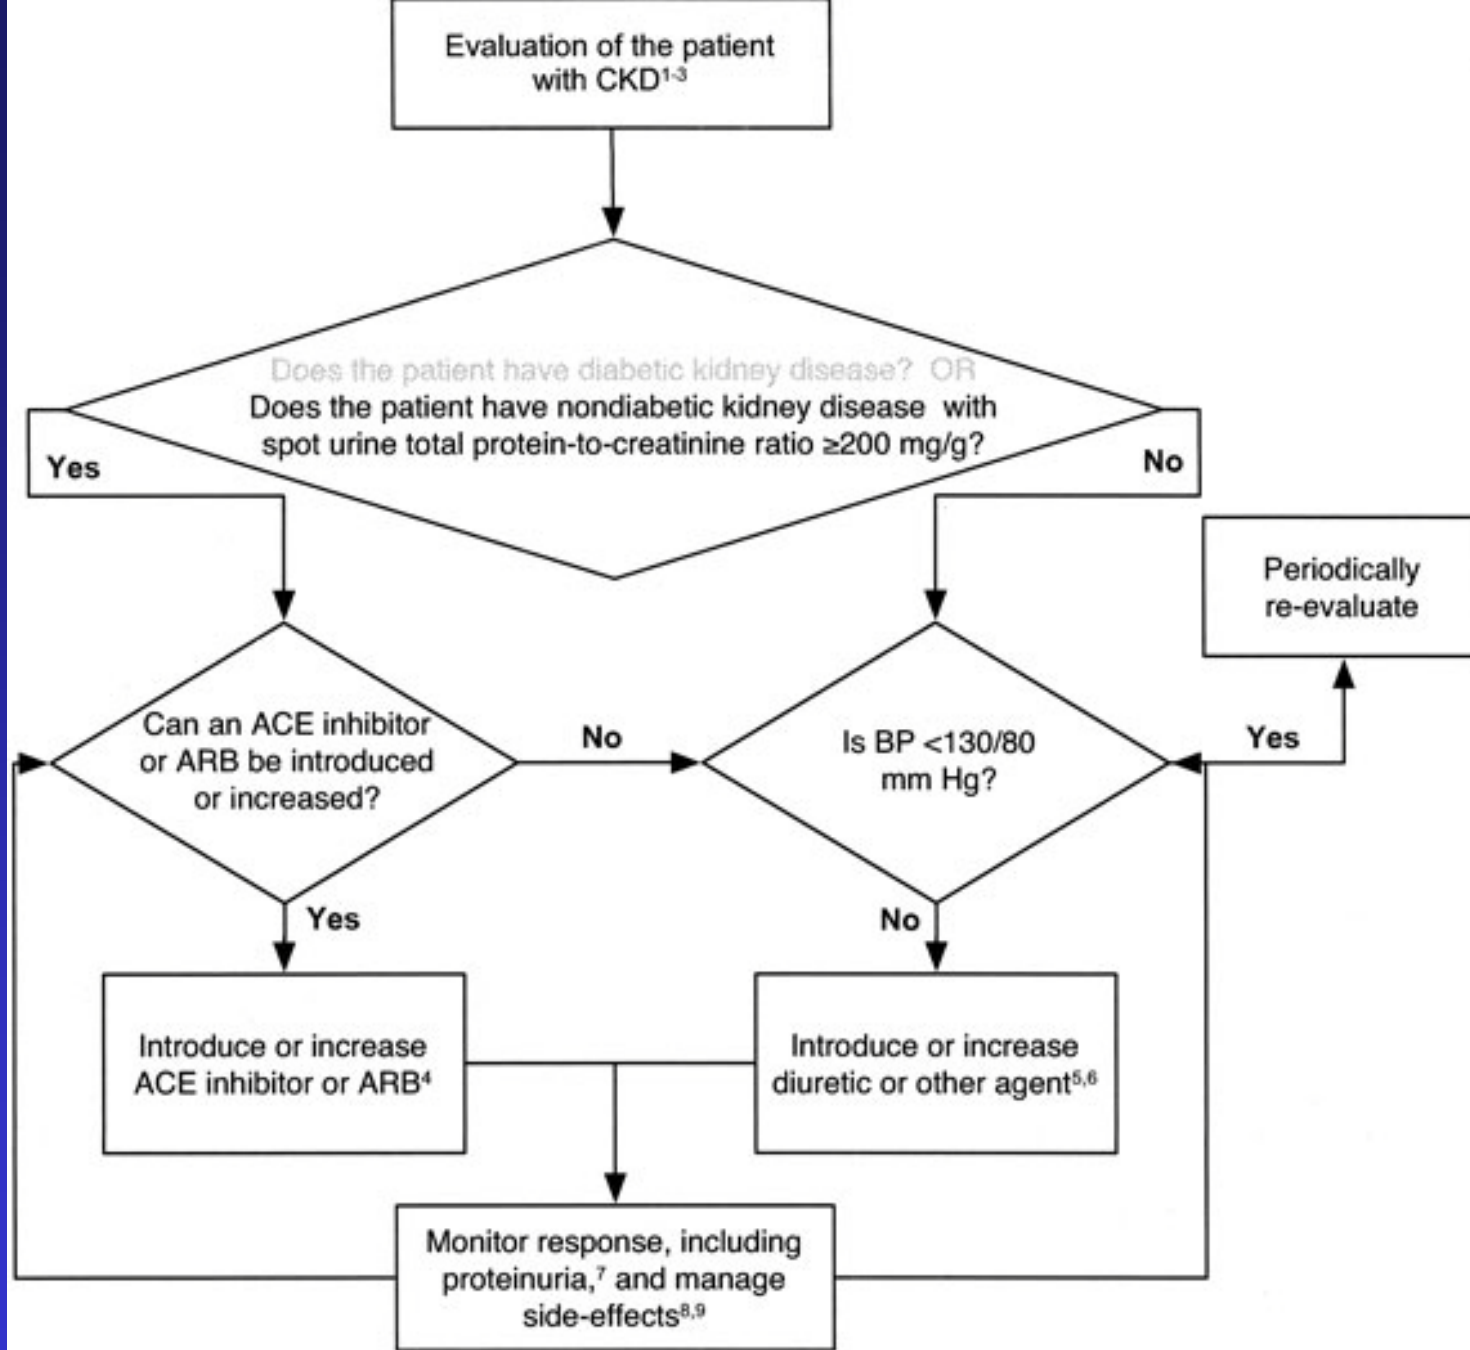 Evaluation of the patient
with CKD¹⁻³
Does the patient have diabetic kidney disease? OR
Does the patient have nondiabetic kidney disease with
spot urine total protein-to-creatinine ratio ≥200 mg/g?
Yes
No
Periodically
re-evaluate
Can an ACE inhibitor
or ARB be introduced
or increased?
No
Is BP <130/80
mm Hg?
Yes
Yes
No
Introduce or increase
ACE inhibitor or ARB⁴
Introduce or increase
diuretic or other agent⁵,⁶
Monitor response, including
proteinuria,⁷ and manage
side-effects⁸,⁹